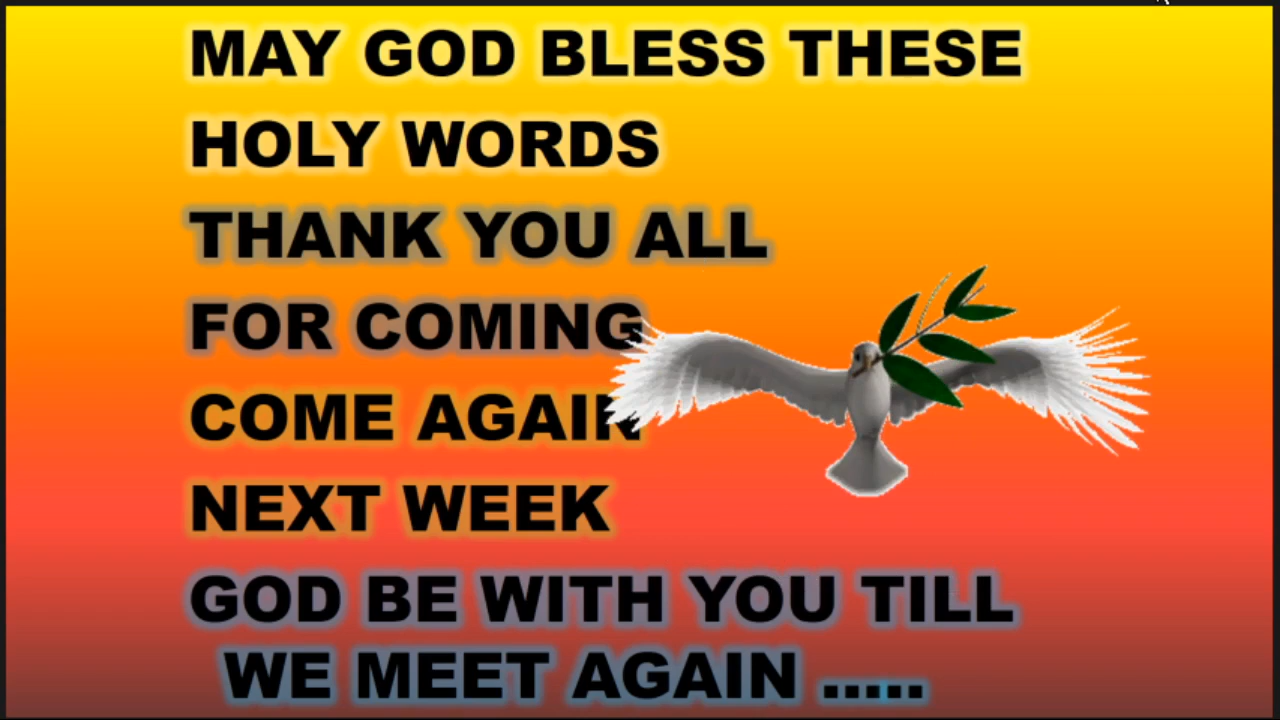 MAY GOD BLESS THESE
HOLY WORDS
THANK YOU ALL
FOR COMING
COME AGAIN
NEXT WEEK
GOD BE WITH YOU TILL
WE MEET AGAIN .....